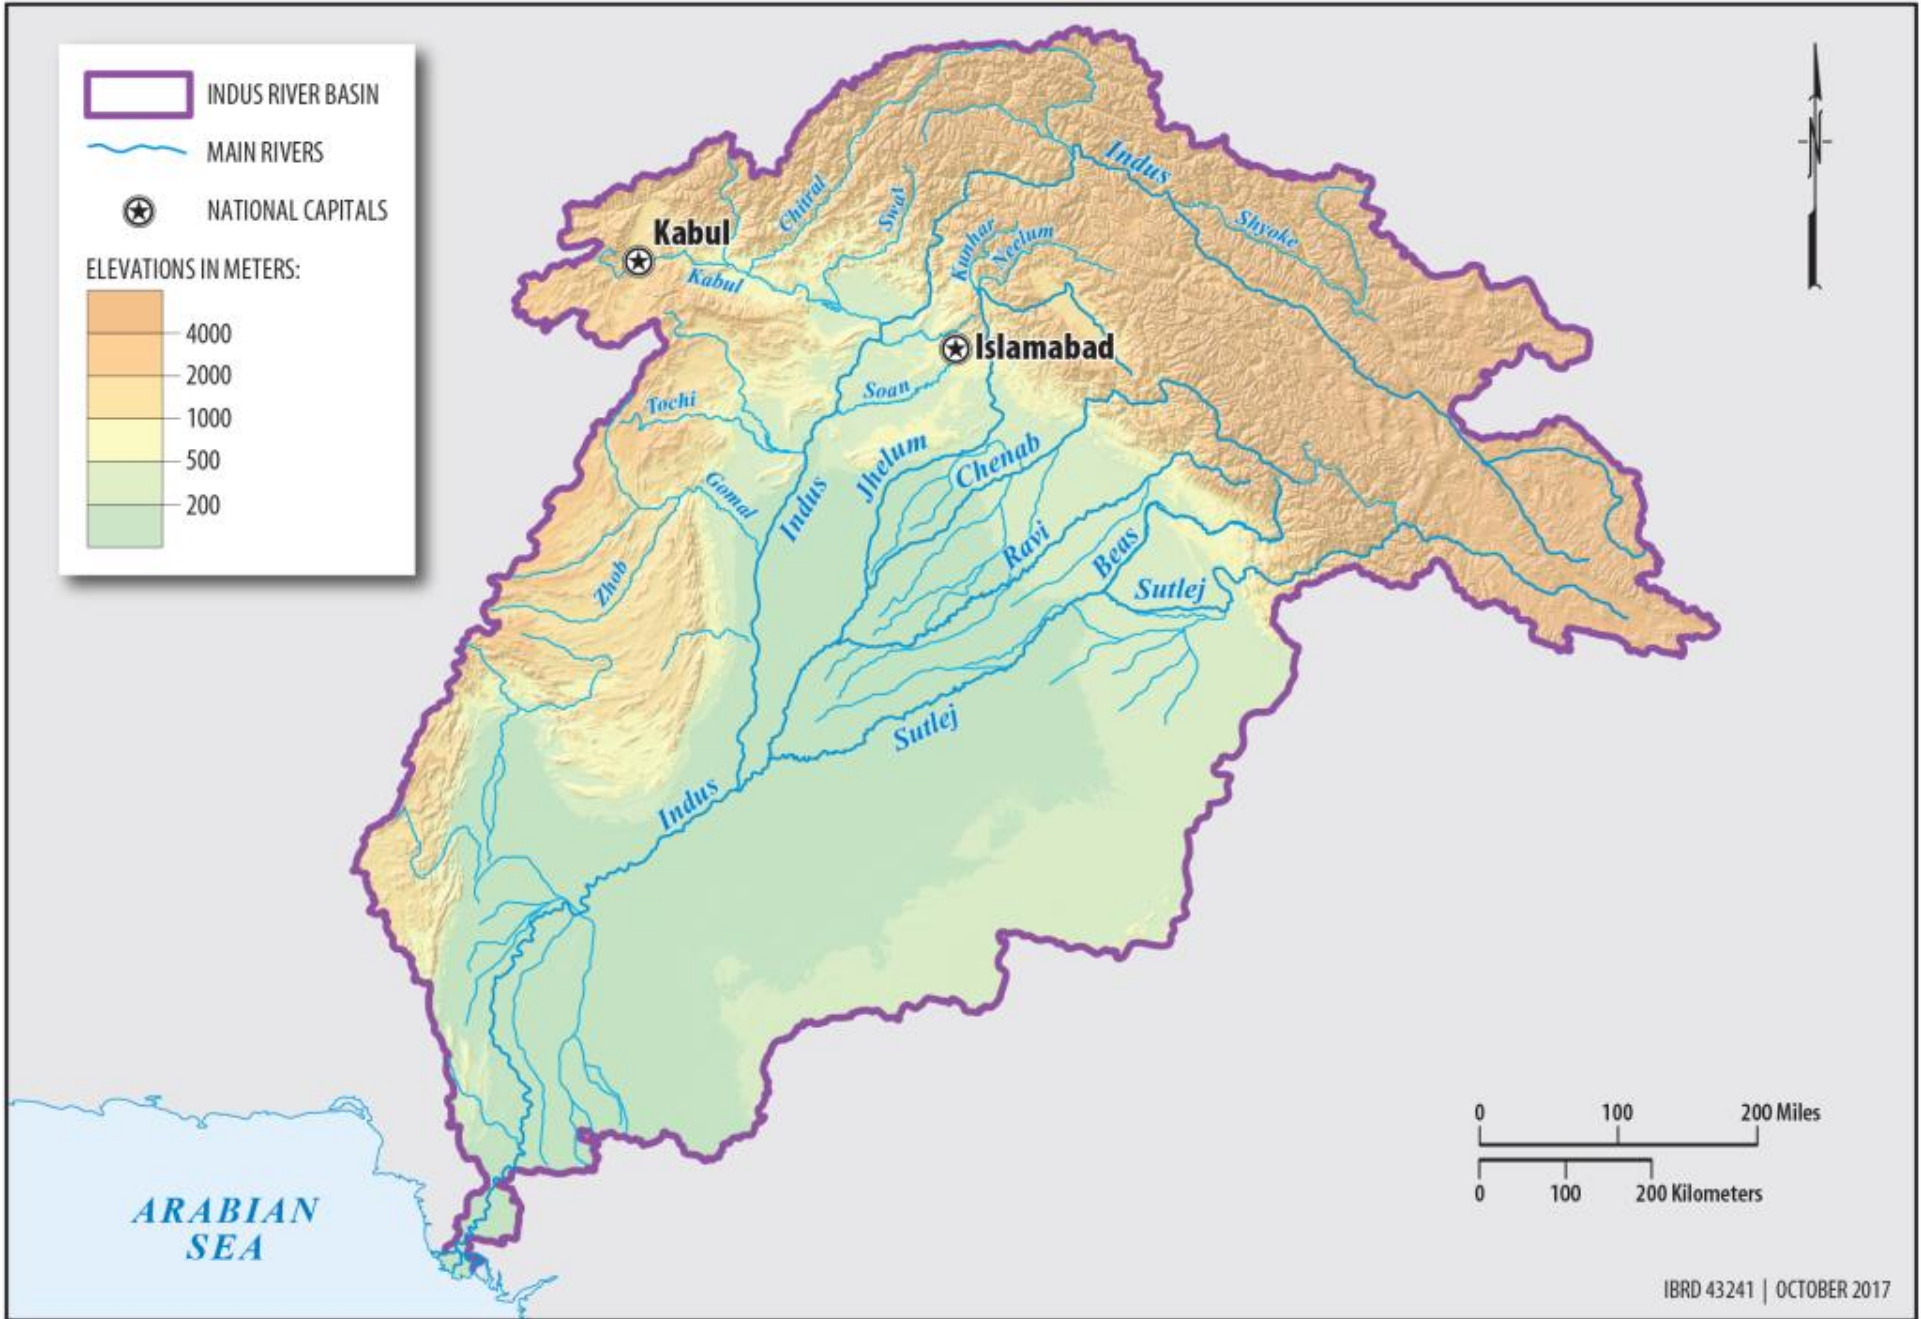 INDUS RIVER BASIN
MAIN RIVERS
NATIONAL CAPITALS
ELEVATIONS IN METERS:
4000
2000
1000
500
200
N
Indus
Chitral
Swat
Shyoke
Kabul
Kunhar
Neelum
Kabul
Islamabad
Soan
Tochi
Jhelum
Chenab
Gomal
Indus
Ravi
Beas
Zhob
Sutlej
Sutlej
Indus
0 100 200 Miles
0 100 200 Kilometers
ARABIAN
SEA
IBRD 43241 | OCTOBER 2017